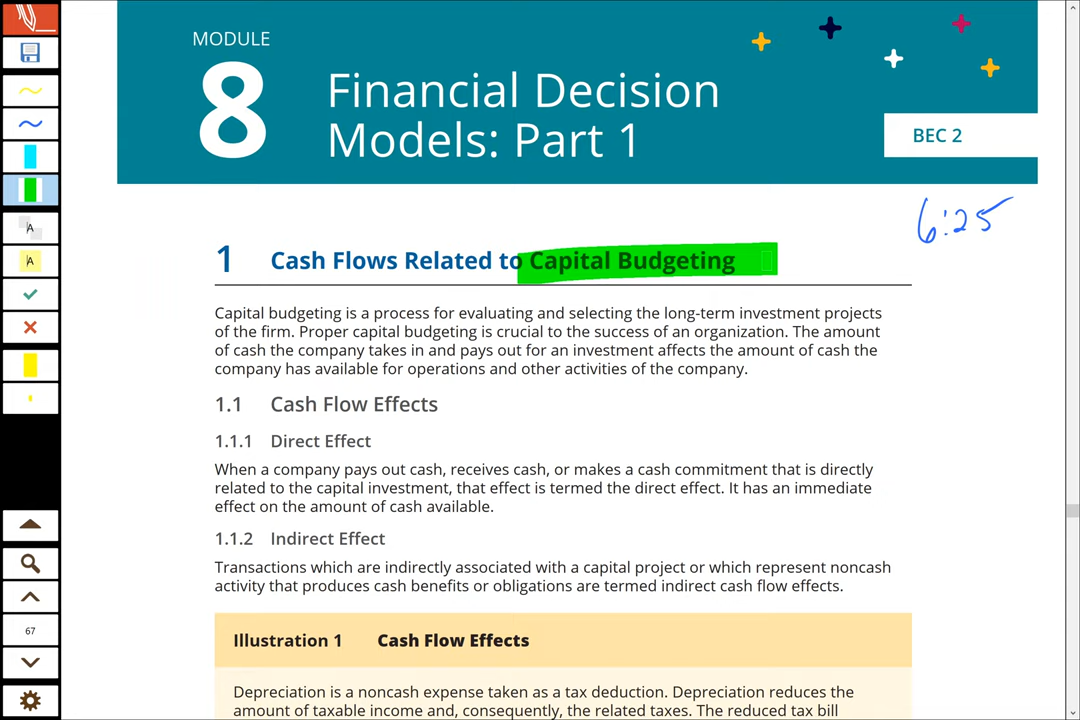 MODULE
8
Financial Decision
Models: Part 1
BEC 2
6:25
1 Cash Flows Related to Capital Budgeting
Capital budgeting is a process for evaluating and selecting the long-term investment projects
of the firm. Proper capital budgeting is crucial to the success of an organization. The amount
of cash the company takes in and pays out for an investment affects the amount of cash the
company has available for operations and other activities of the company.
1.1 Cash Flow Effects
1.1.1 Direct Effect
When a company pays out cash, receives cash, or makes a cash commitment that is directly
related to the capital investment, that effect is termed the direct effect. It has an immediate
effect on the amount of cash available.
1.1.2 Indirect Effect
Transactions which are indirectly associated with a capital project or which represent noncash
activity that produces cash benefits or obligations are termed indirect cash flow effects.
Illustration 1 Cash Flow Effects
Depreciation is a noncash expense taken as a tax deduction. Depreciation reduces the
amount of taxable income and, consequently, the related taxes. The reduced tax bill
A
A
67